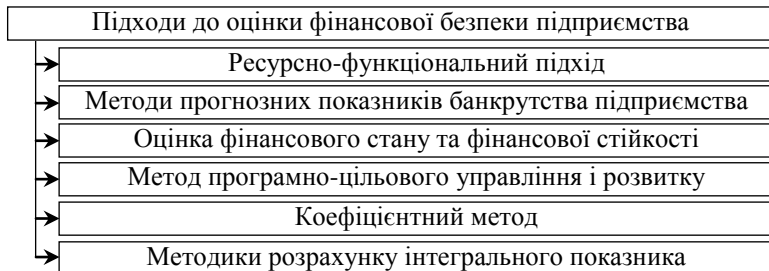 Підходи до оцінки фінансової безпеки підприємства
Ресурсно-функціональний підхід
Методи прогнозних показників банкрутства підприємства
Оцінка фінансового стану та фінансової стійкості
Метод програмно-цільового управління і розвитку
Коефіцієнтний метод
Методики розрахунку інтегрального показника